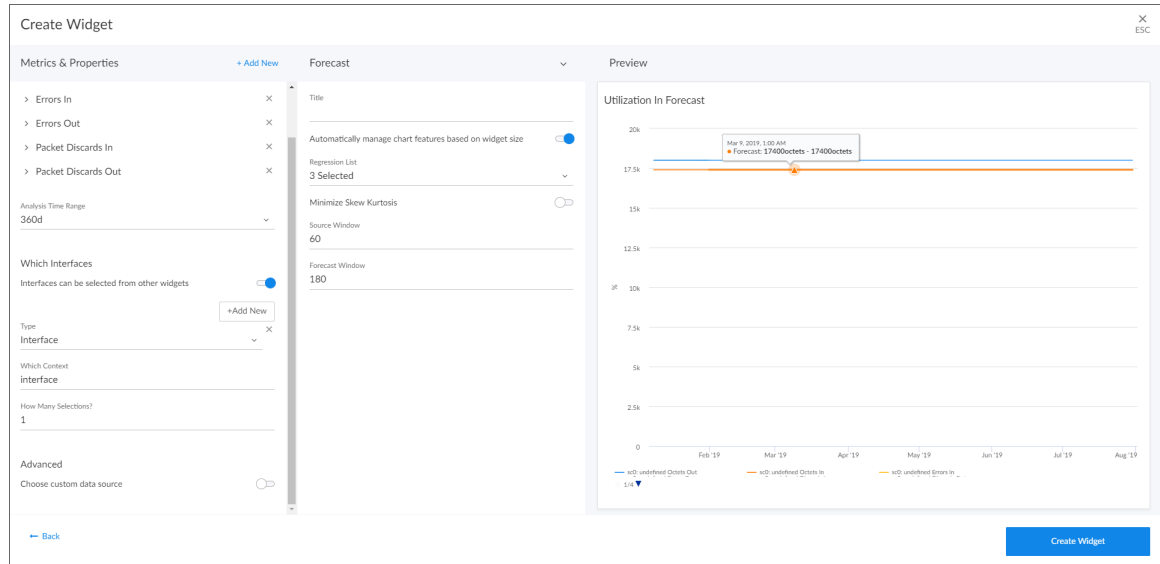 Create Widget
ESC
Metrics & Properties
+ Add New
Errors In
Errors Out
Packet Discards In
Packet Discards Out
Analysis Time Range
360d
Which Interfaces
Interfaces can be selected from other widgets
+Add New
Type
Interface
Which Context
interface
How Many Selections?
1
Advanced
Choose custom data source
Forecast
Title
Automatically manage chart features based on widget size
Regression List
3 Selected
Minimize Skew Kurtosis
Source Window
60
Forecast Window
180
Preview
Utilization In Forecast
20k
Mar 9, 2019, 1:00 AM
Forecast: 17400octets - 17400octets
17.5k
15k
12.5k
%
10k
7.5k
5k
2.5k
0
Feb '19 Mar '19 Apr '19 May '19 Jun '19 Jul '19 Aug '19
sc0: undefined Octets Out sc0: undefined Octets In sc0: undefined Errors In
1/4
← Back
Create Widget